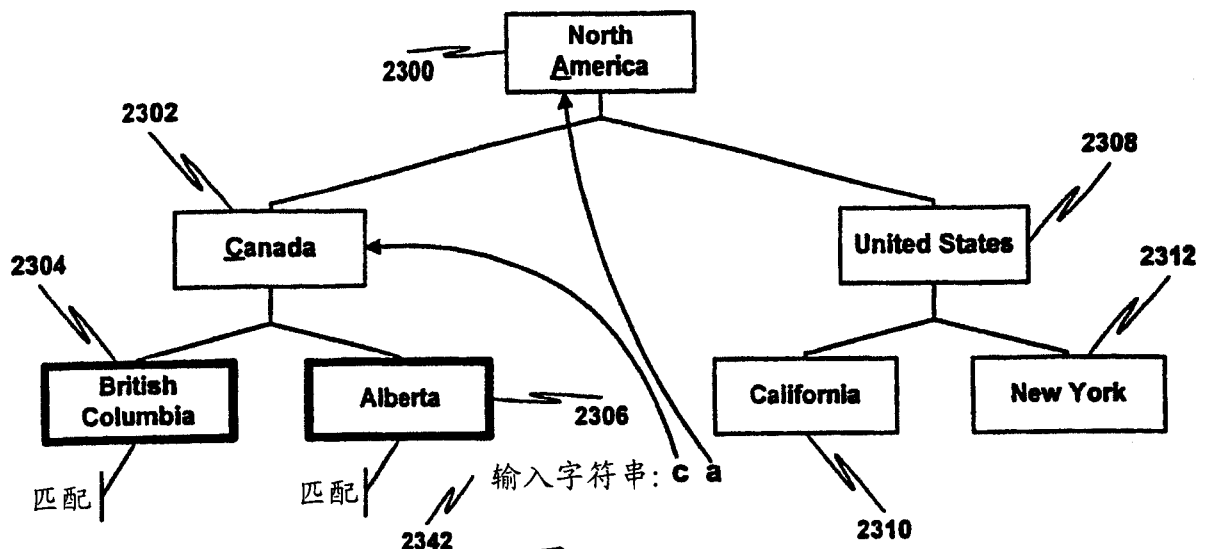 North
America
2300
2302
2308
Canada
United States
2304
2312
British
Columbia
Alberta
2306
California
New York
匹配
匹配
输入字符串: c a
2342
2310